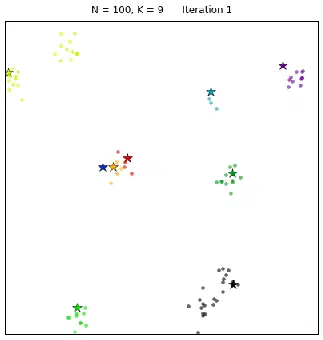 N = 100, K = 9 Iteration 1